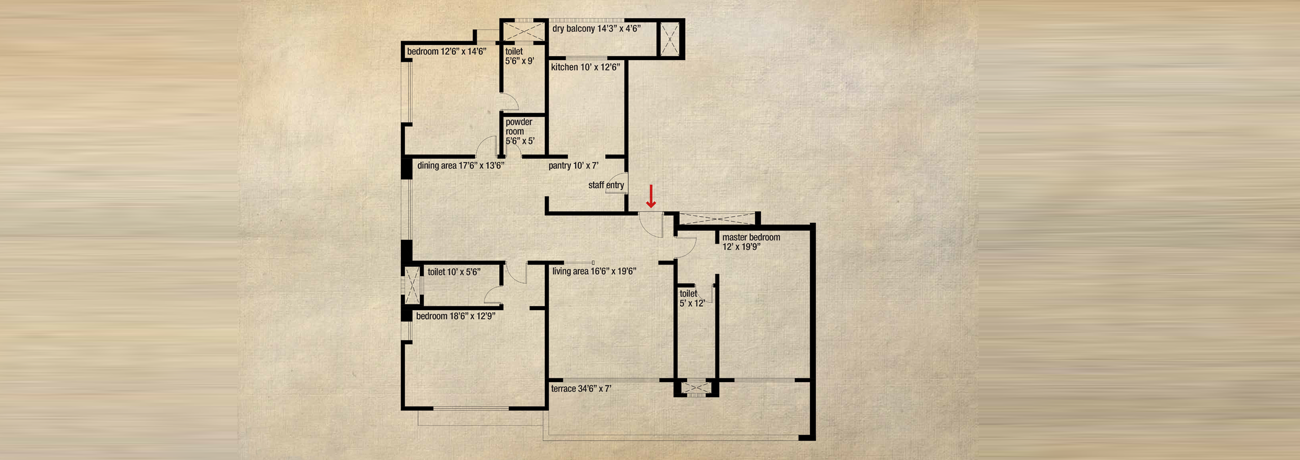 dry balcony 14'3" x 4'6"
bedroom 12'6" x 14'6"
toilet
5'6" x 9'
kitchen 10' x 12'6"
powder
room
5'6" x 5'
dining area 17'6" x 13'6"
pantry 10' x 7'
staff entry
master bedroom
12' x 19'9"
toilet 10' x 5'6"
living area 16'6" x 19'6"
toilet
5' x 12'
bedroom 18'6" x 12'9"
terrace 34'6" x 7'